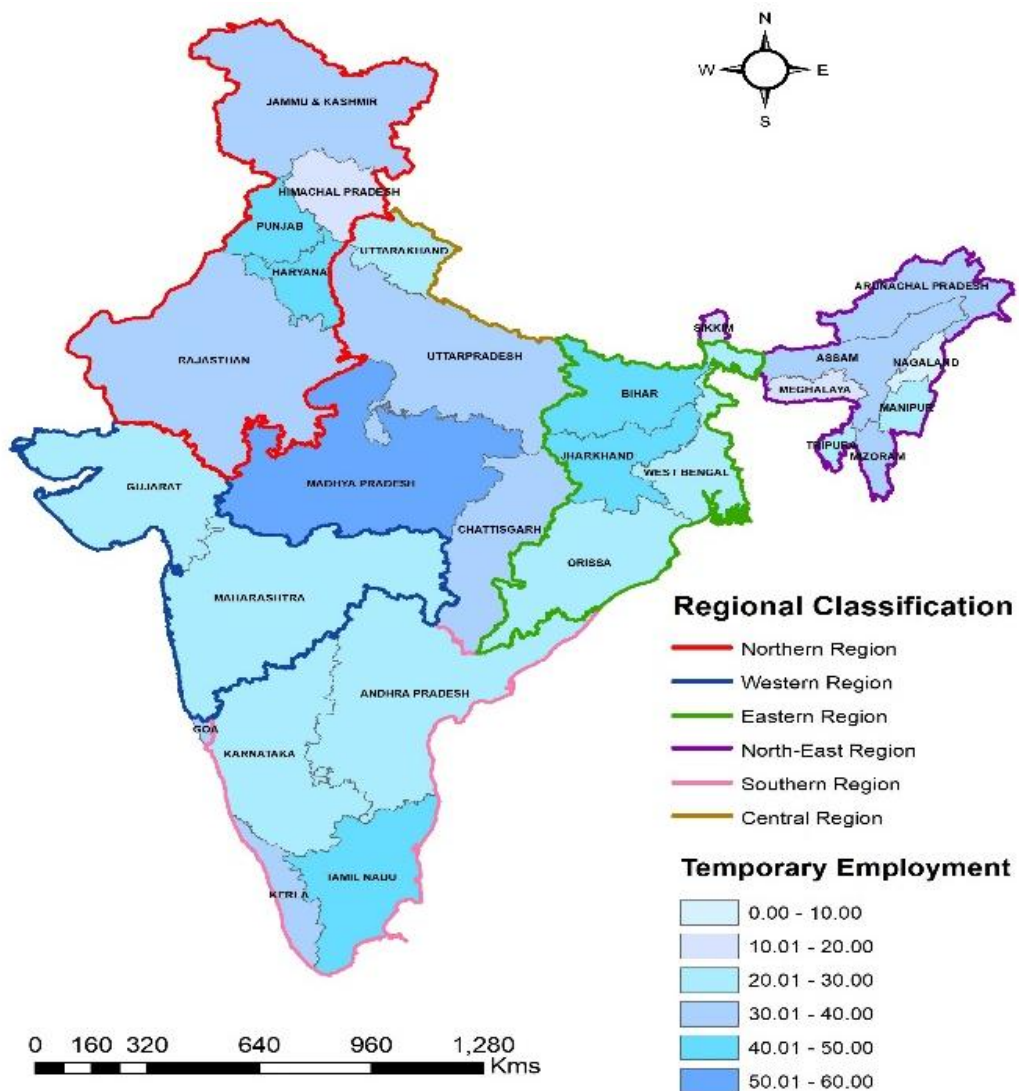 N
W E
S
JAMMU & KASHMIR
HIMACHAL PRADESH
PUNJAB
UTTARAKHAND
HARYANA
ARUNACHAL PRADESH
SIKKIM
RAJASTHAN
UTTARPRADESH
ASSAM
NAGALAND
MEGHALAYA
BIHAR
MANIPUR
TRIPURA
MIZORAM
JHARKHAND
WEST BENGAL
GUJARAT
MADHYA PRADESH
CHATTISGARH
ORISSA
MAHARASHTRA
ANDHRA PRADESH
GOA
KARNATAKA
TAMIL NADU
KERLA
Regional Classification
Northern Region
Western Region
Eastern Region
North-East Region
Southern Region
Central Region
Temporary Employment
0.00 - 10.00
10.01 - 20.00
20.01 - 30.00
30.01 - 40.00
40.01 - 50.00
50.01 - 60.00
0 160 320 640 960 1,280
Kms